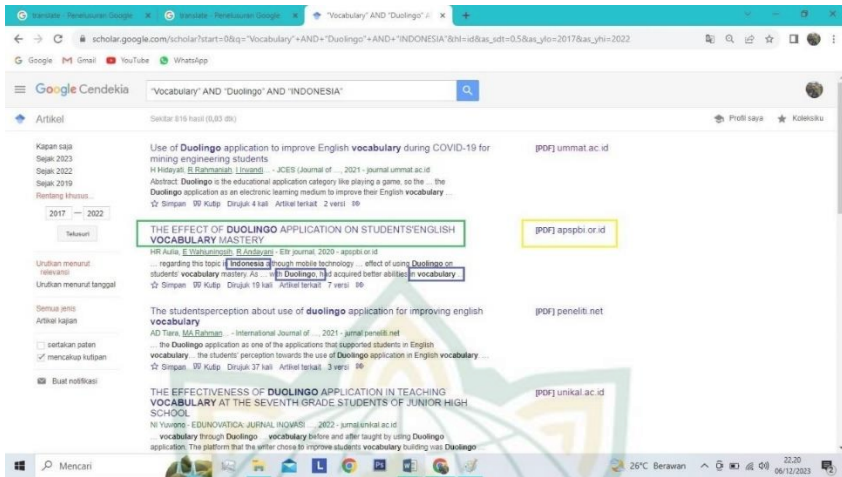 translate - Penelusuran Google
translate - Penelusuran Google
"Vocabulary" AND "Duolingo" A
scholar.google.com/scholar?start=0&q="Vocabulary"+AND+"Duolingo"+AND+"INDONESIA"&hl=id&as_sdt=0.5&as_ylo=2017&as_yhi=2022
Google
Gmail
YouTube
WhatsApp
Google Cendekia
"Vocabulary" AND "Duolingo" AND "INDONESIA"
Artikel
Sekitar 816 hasil (0,03 dtk)
Profil saya
Koleksiku
Kapan saja
Sejak 2023
Sejak 2022
Sejak 2019
Rentang khusus...
2017 — 2022
Telusuri
Urutkan menurut
relevansi
Urutkan menurut tanggal
Semua jenis
Artikel kajian
sertakan paten
mencakup kutipan
Buat notifikasi
Use of Duolingo application to improve English vocabulary during COVID-19 for
mining engineering students
[PDF] ummat.ac.id
H Hidayati, R Rahmaniah, I Irwandi... - JCES (Journal of ..., 2021 - journal.ummat.ac.id
Abstract Duolingo is the educational application category like playing a game, so the ... the
Duolingo application as an electronic learning medium to improve their English vocabulary ...
Simpan Kutip Dirujuk 4 kali Artikel terkait 2 versi
THE EFFECT OF DUOLINGO APPLICATION ON STUDENTS'ENGLISH
VOCABULARY MASTERY
[PDF] apspbi.or.id
HR Aulia, E Wahjuningsih, R Andayani - Eltr journal, 2020 - apspbi.or.id
... regarding this topic in Indonesia although mobile technology ... effect of using Duolingo on
students' vocabulary mastery. As ... with Duolingo, had acquired better abilities in vocabulary ...
Simpan Kutip Dirujuk 19 kali Artikel terkait 7 versi
The studentsperception about use of duolingo application for improving english
vocabulary
[PDF] peneliti.net
AD Tiara, MA Rahman... - International Journal of ..., 2021 - jurnal.peneliti.net
... the Duolingo application as one of the applications that supported students in English
vocabulary... the students' perception towards the use of Duolingo application in English vocabulary. ...
Simpan Kutip Dirujuk 37 kali Artikel terkait 3 versi
THE EFFECTIVENESS OF DUOLINGO APPLICATION IN TEACHING
VOCABULARY AT THE SEVENTH GRADE STUDENTS OF JUNIOR HIGH
SCHOOL
[PDF] unikal.ac.id
NI Yuwono - EDUNOVATICA: JURNAL INOVASI ..., 2022 - jurnal.unikal.ac.id
... vocabulary through Duolingo ... vocabulary before and after taught by using Duolingo
application. The platform that the writer chose to improve students vocabulary building was Duolingo ...
Mencari
26°C Berawan
22.20
06/12/2023